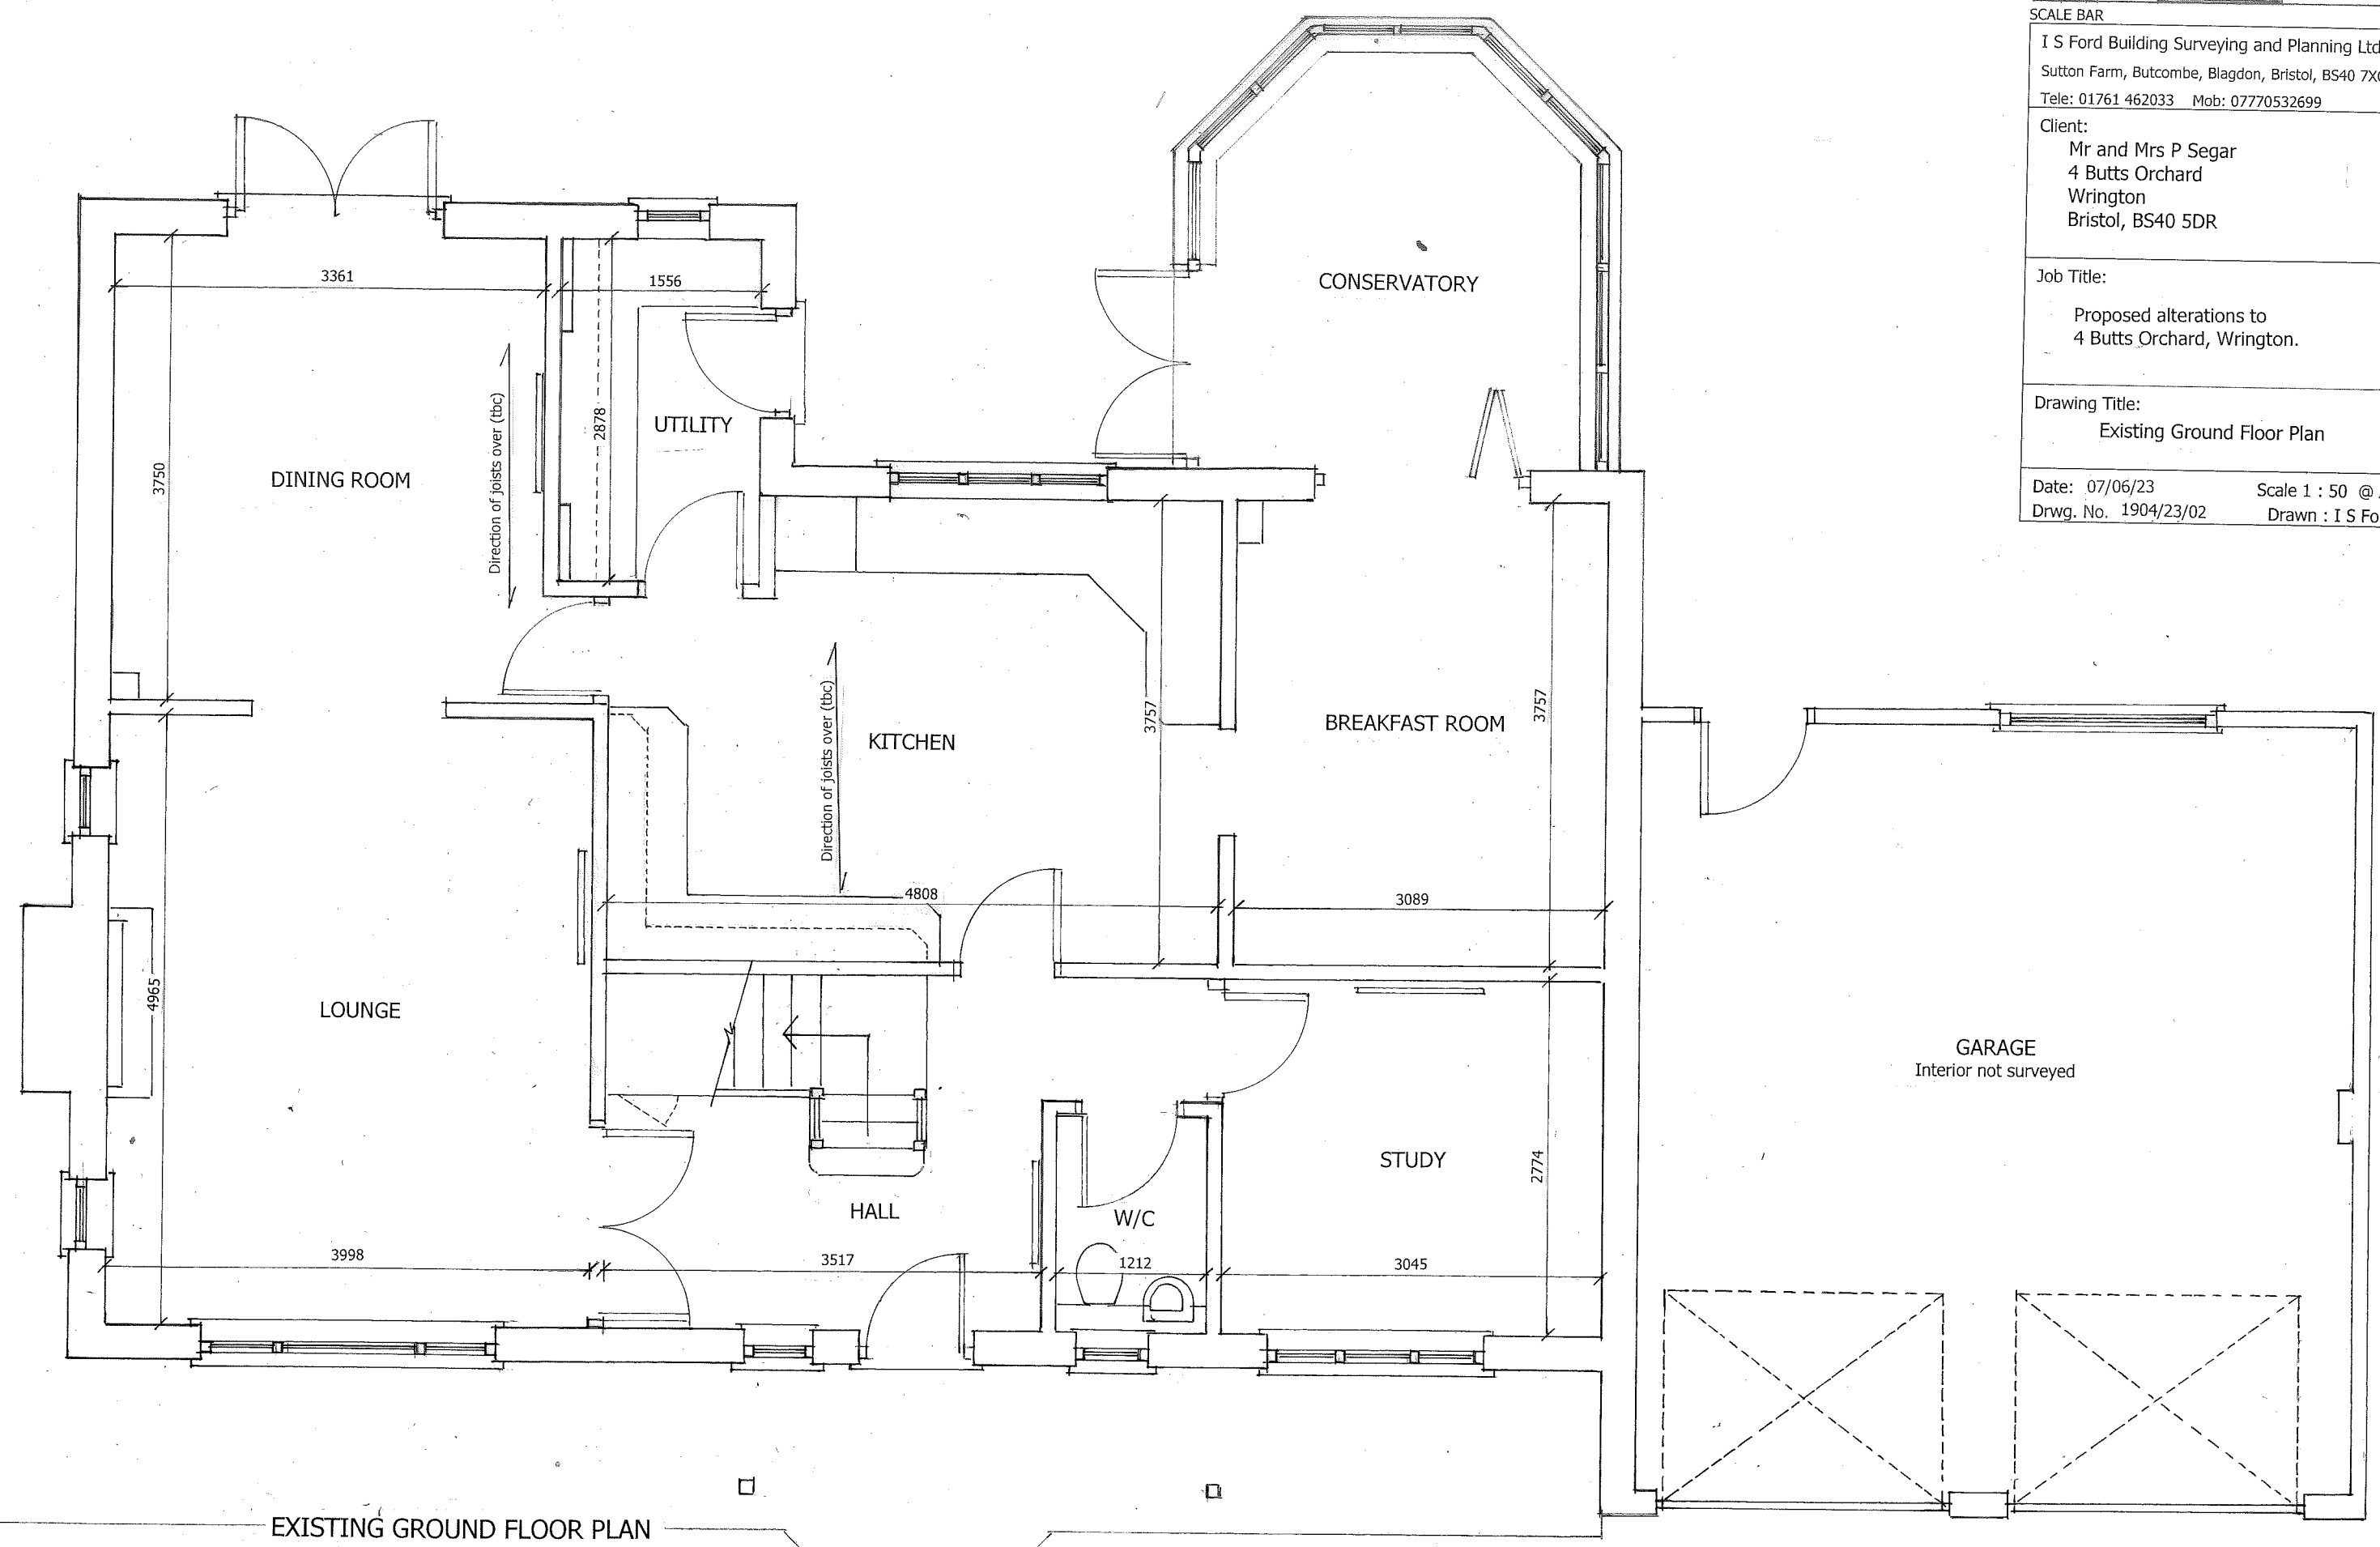 SCALE BAR
I S Ford Building Surveying and Planning Ltd
Sutton Farm, Butcombe, Blagdon, Bristol, BS40
Tele: 01761 462033 Mob: 07770532699
Client:
Mr and Mrs P Segar
4 Butts Orchard
Wrington
Bristol, BS40 5DR
Job Title:
Proposed alterations to
4 Butts Orchard, Wrington.
Drawing Title:
Existing Ground Floor Plan
Date: 07/06/23 Scale 1 : 50 @
Drwg. No. 1904/23/02 Drawn : I S Fo
CONSERVATORY
3361
1556
2878
UTILITY
Direction of joists over (tbc)
3750
DINING ROOM
3757
BREAKFAST ROOM
3757
KITCHEN
Direction of joists over (tbc)
4808
3089
4965
LOUNGE
GARAGE
Interior not surveyed
STUDY
2774
HALL
W/C
3998
3517
1212
3045
EXISTING GROUND FLOOR PLAN